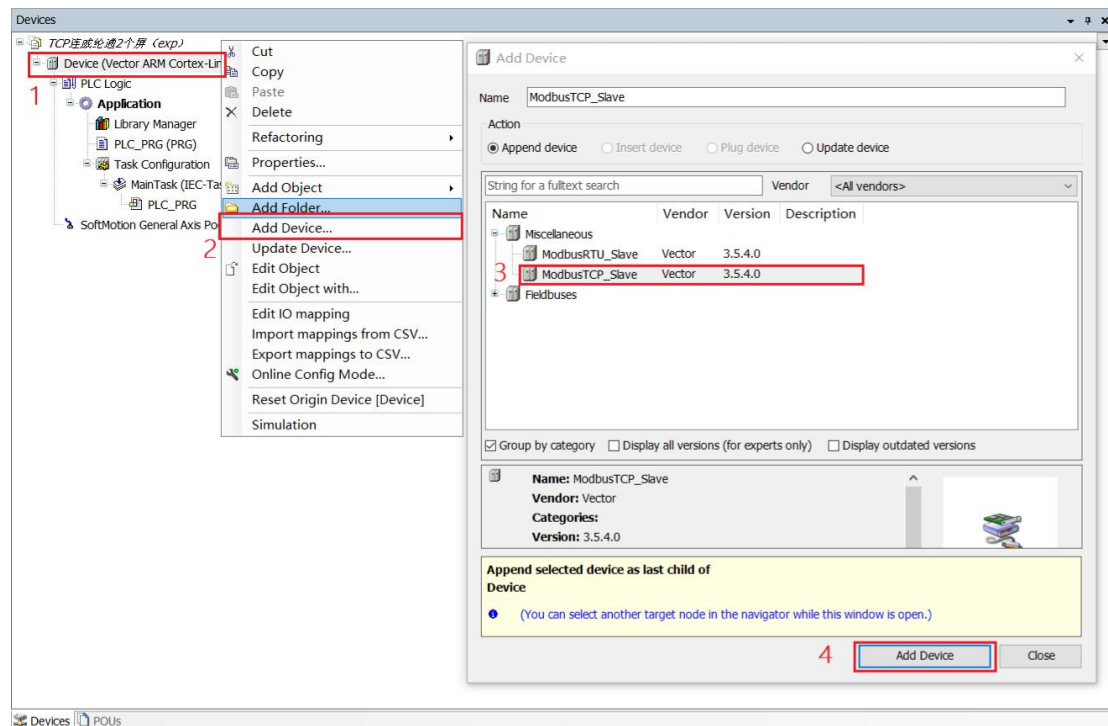 Devices
TCP连威纶通2个屏 (exp)
Device (Vector ARM Cortex-Lin
1
PLC Logic
Application
Library Manager
PLC_PRG (PRG)
Task Configuration
MainTask (IEC-Ta
PLC_PRG
SoftMotion General Axis Po
Cut
Copy
Paste
Delete
Refactoring
Properties...
Add Object
Add Folder...
Add Device...
2
Update Device...
Edit Object
Edit Object with...
Edit IO mapping
Import mappings from CSV...
Export mappings to CSV...
Online Config Mode...
Reset Origin Device [Device]
Simulation
Add Device
Name ModbusTCP_Slave
Action
Append device Insert device Plug device Update device
String for a fulltext search Vendor <All vendors>
Name Vendor Version Description
Miscellaneous
ModbusRTU_Slave Vector 3.5.4.0
3 ModbusTCP_Slave Vector 3.5.4.0
Fieldbuses
Group by category Display all versions (for experts only) Display outdated versions
Name: ModbusTCP_Slave
Vendor: Vector
Categories:
Version: 3.5.4.0
Append selected device as last child of
Device
(You can select another target node in the navigator while this window is open.)
4 Add Device Close
Devices POUs